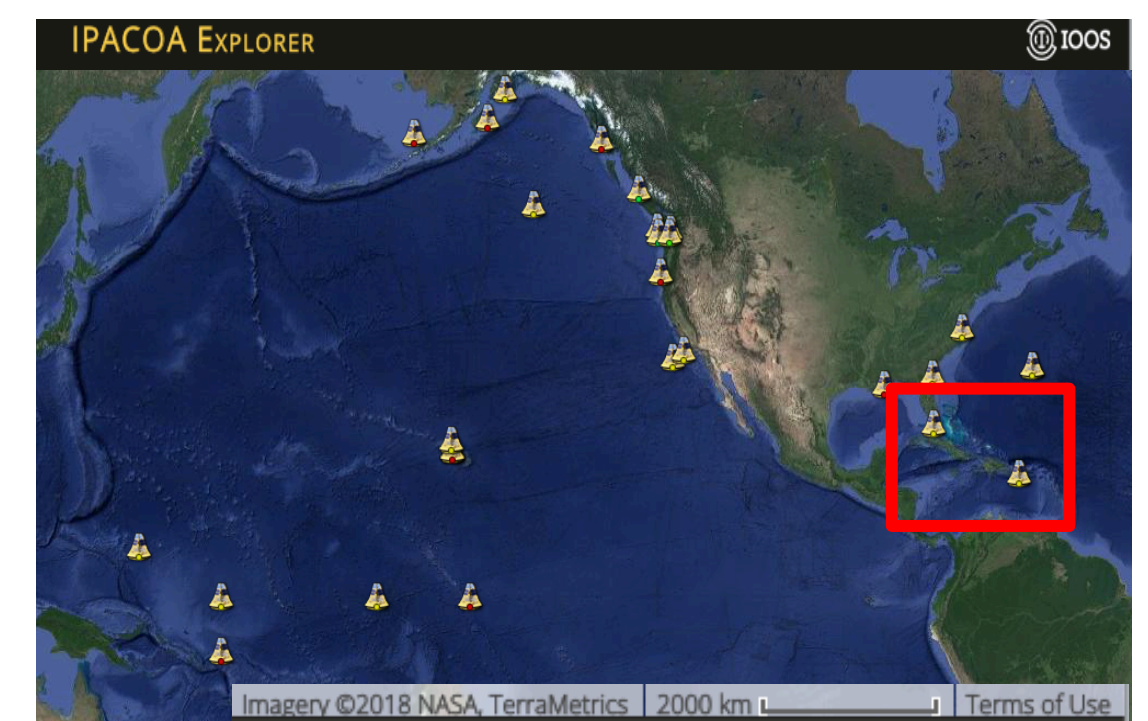 IPACOA EXPLORER
IOOS
Imagery ©2018 NASA, TerraMetrics
2000 km
Terms of Use